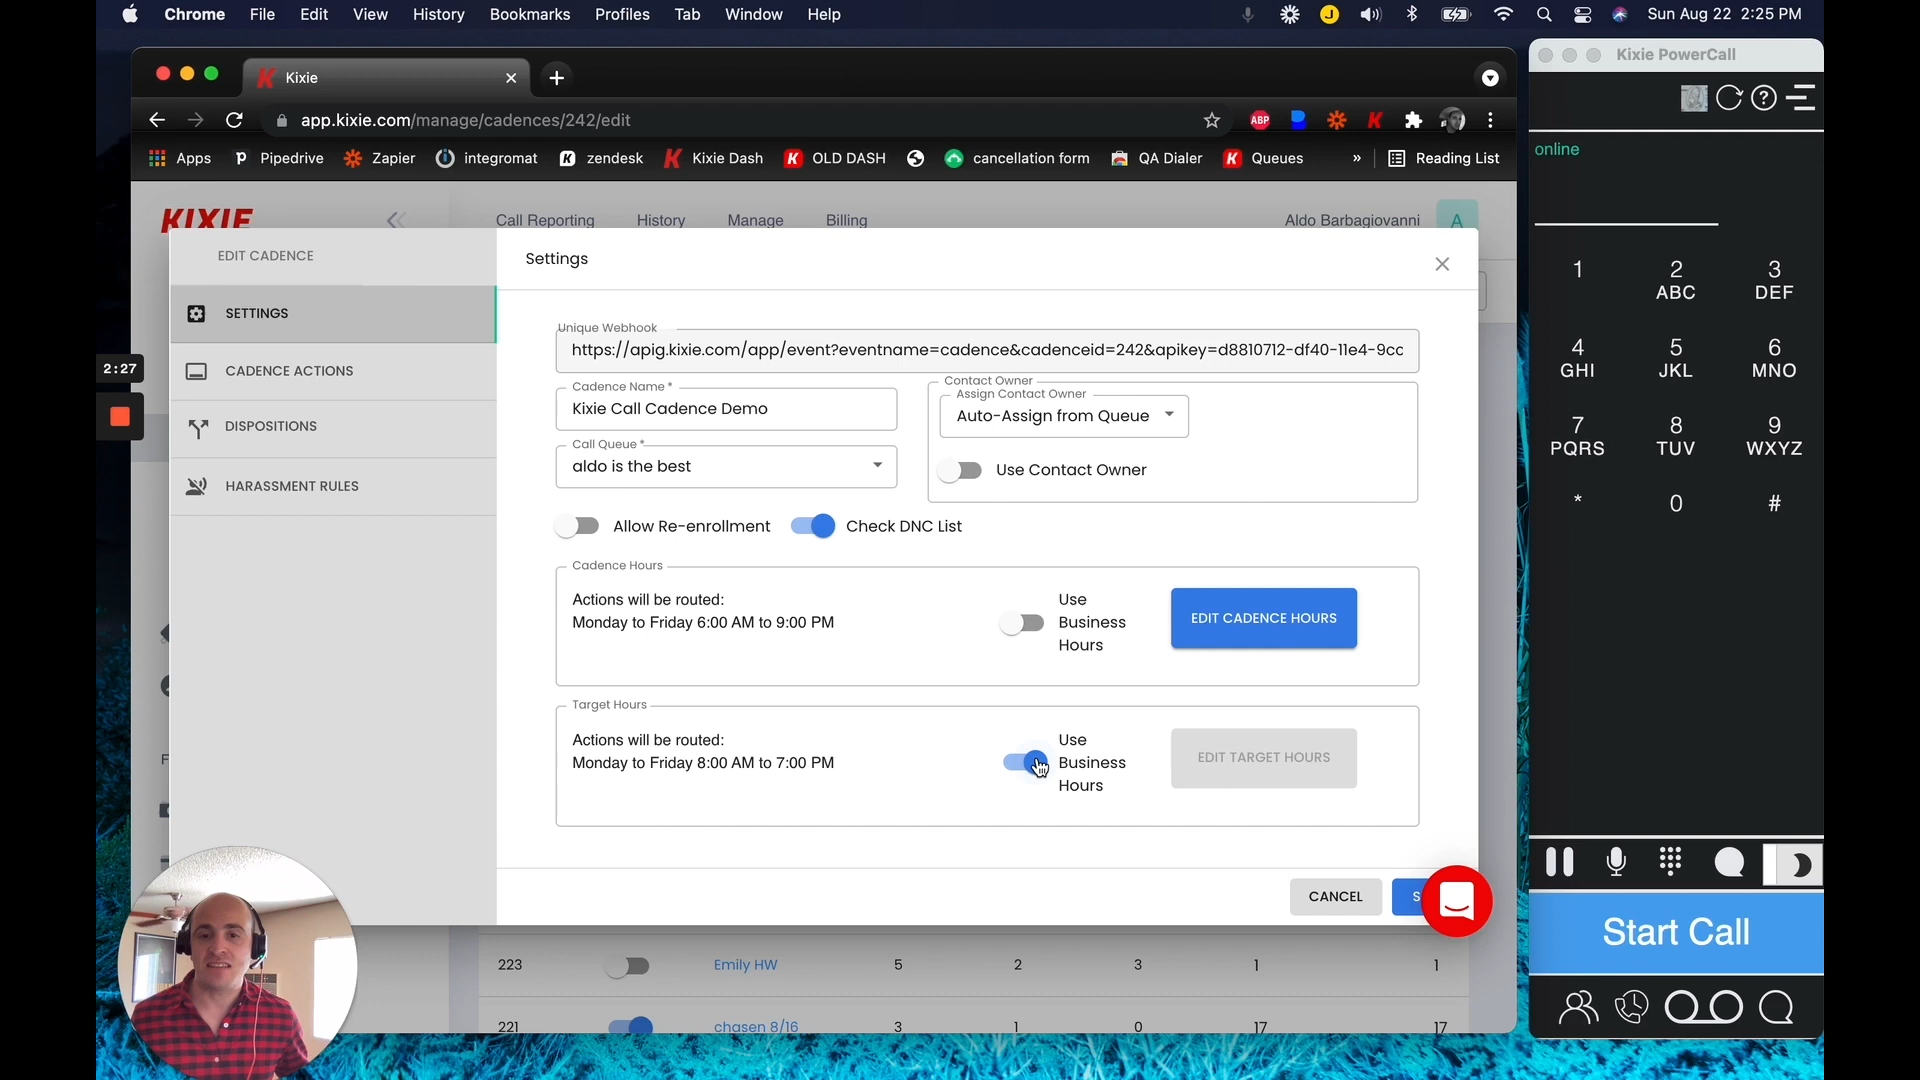 Chrome File Edit View History Bookmarks Profiles Tab Window Help
J
Sun Aug 22 2:25 PM
Kixie
app.kixie.com/manage/cadences/242/edit
ABP
Apps Pipedrive Zapier integromat zendesk Kixie Dash OLD DASH cancellation form QA Dialer Queues » Reading List
KIXIE
Call Reporting History Manage Billing Aldo Barbagiovanni A
EDIT CADENCE
SETTINGS
CADENCE ACTIONS
DISPOSITIONS
HARASSMENT RULES
2:27
Settings
Unique Webhook
https://apig.kixie.com/app/event?eventname=cadence&cadenceid=242&apikey=d8810712-df40-11e4-9cc
Cadence Name *
Kixie Call Cadence Demo
Call Queue *
aldo is the best
Contact Owner
Assign Contact Owner
Auto-Assign from Queue
Use Contact Owner
Allow Re-enrollment Check DNC List
Cadence Hours
Actions will be routed:
Monday to Friday 6:00 AM to 9:00 PM
Use
Business
Hours
EDIT CADENCE HOURS
Target Hours
Actions will be routed:
Monday to Friday 8:00 AM to 7:00 PM
Use
Business
Hours
EDIT TARGET HOURS
CANCEL
S
223 Emily HW 5 2 3 1 1
221 chasen 8/16 3 1 0 17 17
Kixie PowerCall
online
1 2 3
ABC DEF
4 5 6
GHI JKL MNO
7 8 9
PQRS TUV WXYZ
* 0 #
Start Call